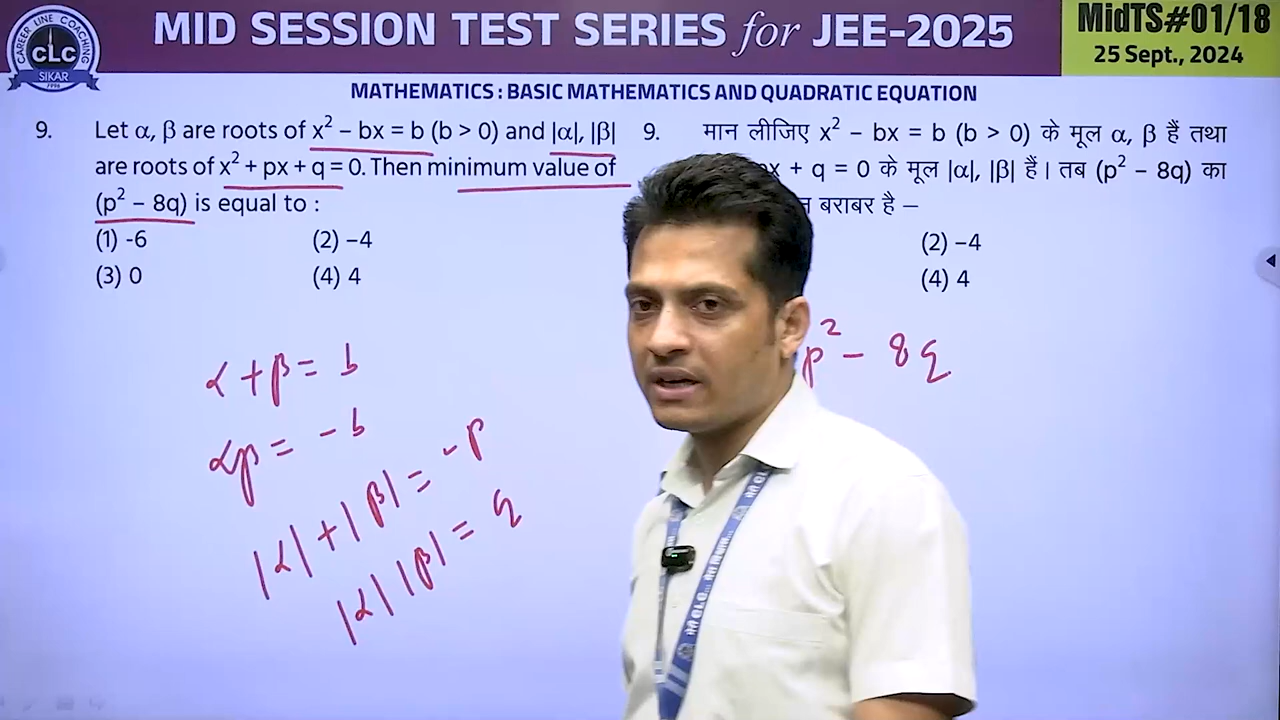 CAREER LINE COACHING
CLC
SIKAR
1996
MID SESSION TEST SERIES for JEE-2025
MidTS#01/18
25 Sept., 2024
MATHEMATICS : BASIC MATHEMATICS AND QUADRATIC EQUATION
9. Let α, β are roots of x² – bx = b (b > 0) and |α|, |β|
are roots of x² + px + q = 0. Then minimum value of
(p² – 8q) is equal to :
(1) -6 (2) –4
(3) 0 (4) 4
9. मान लीजिए x² – bx = b (b > 0) के मूल α, β हैं तथा
px + q = 0 के मूल |α|, |β| हैं। तब (p² – 8q) का
बराबर है –
(2) –4
(4) 4
α + β = b
αβ = - b
|α| + |β| = - p
|α| |β| = q
p² - 8q